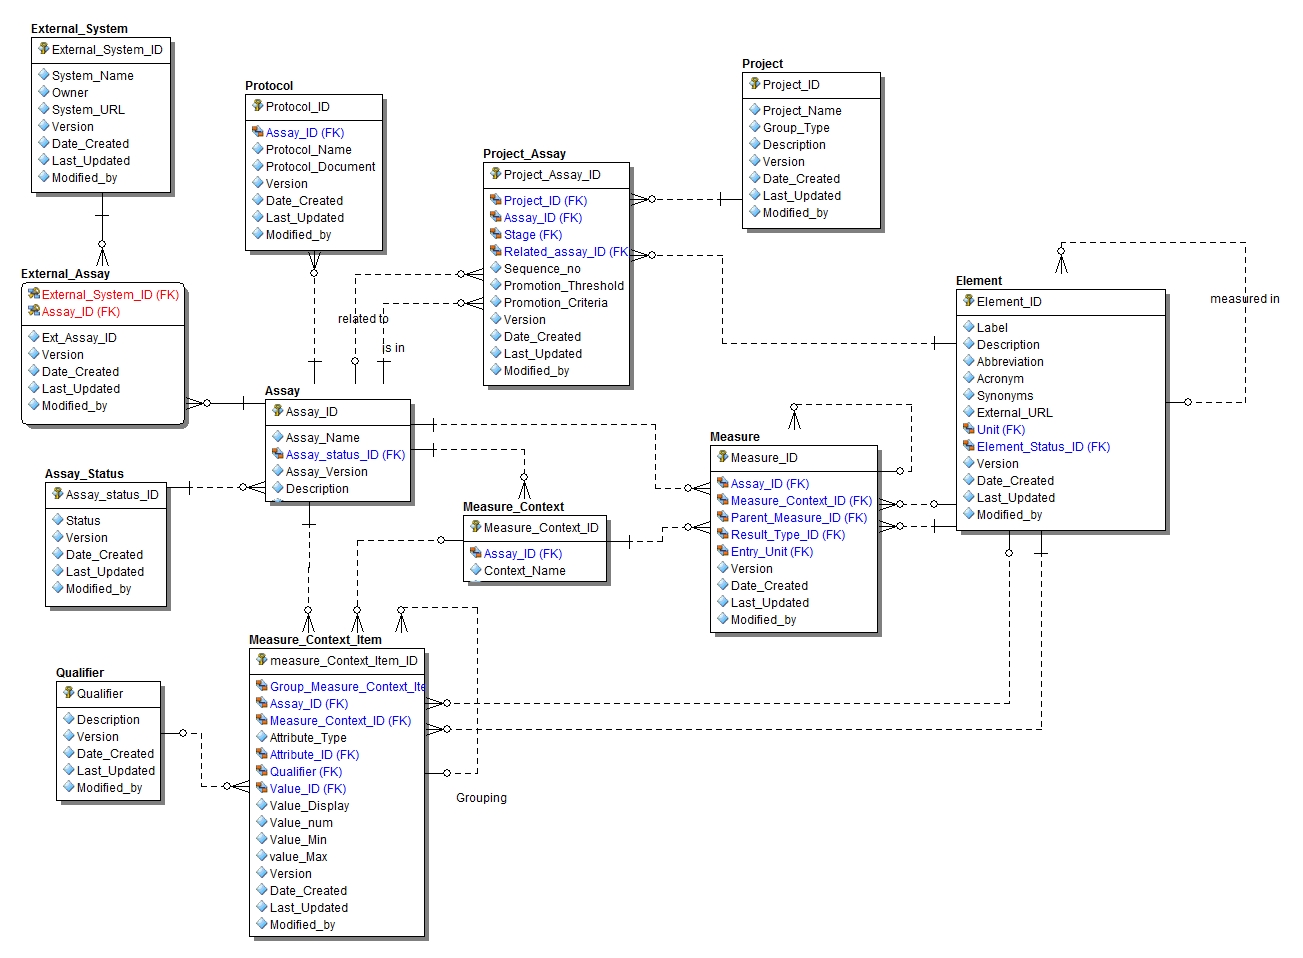 External_System
External_System_ID
System_Name
Owner
System_URL
Version
Date_Created
Last_Updated
Modified_by
Protocol
Protocol_ID
Assay_ID (FK)
Protocol_Name
Protocol_Document
Version
Date_Created
Last_Updated
Modified_by
Project
Project_ID
Project_Name
Group_Type
Description
Version
Date_Created
Last_Updated
Modified_by
Project_Assay
Project_Assay_ID
Project_ID (FK)
Assay_ID (FK)
Stage (FK)
Related_assay_ID (FK
Sequence_no
Promotion_Threshold
Promotion_Criteria
Version
Date_Created
Last_Updated
Modified_by
External_Assay
External_System_ID (FK)
Assay_ID (FK)
Ext_Assay_ID
Version
Date_Created
Last_Updated
Modified_by
related to
is in
Element
Element_ID
Label
Description
Abbreviation
Acronym
Synonyms
External_URL
Unit (FK)
Element_Status_ID (FK)
Version
Date_Created
Last_Updated
Modified_by
measured in
Assay
Assay_ID
Assay_Name
Assay_status_ID (FK)
Assay_Version
Description
Assay_Status
Assay_status_ID
Status
Version
Date_Created
Last_Updated
Modified_by
Measure_Context
Measure_Context_ID
Assay_ID (FK)
Context_Name
Measure
Measure_ID
Assay_ID (FK)
Measure_Context_ID (FK)
Parent_Measure_ID (FK)
Result_Type_ID (FK)
Entry_Unit (FK)
Version
Date_Created
Last_Updated
Modified_by
Measure_Context_Item
measure_Context_Item_ID
Group_Measure_Context_Ite
Assay_ID (FK)
Measure_Context_ID (FK)
Attribute_Type
Attribute_ID (FK)
Qualifier (FK)
Value_ID (FK)
Value_Display
Value_num
Value_Min
value_Max
Version
Date_Created
Last_Updated
Modified_by
Qualifier
Qualifier
Description
Version
Date_Created
Last_Updated
Modified_by
Grouping